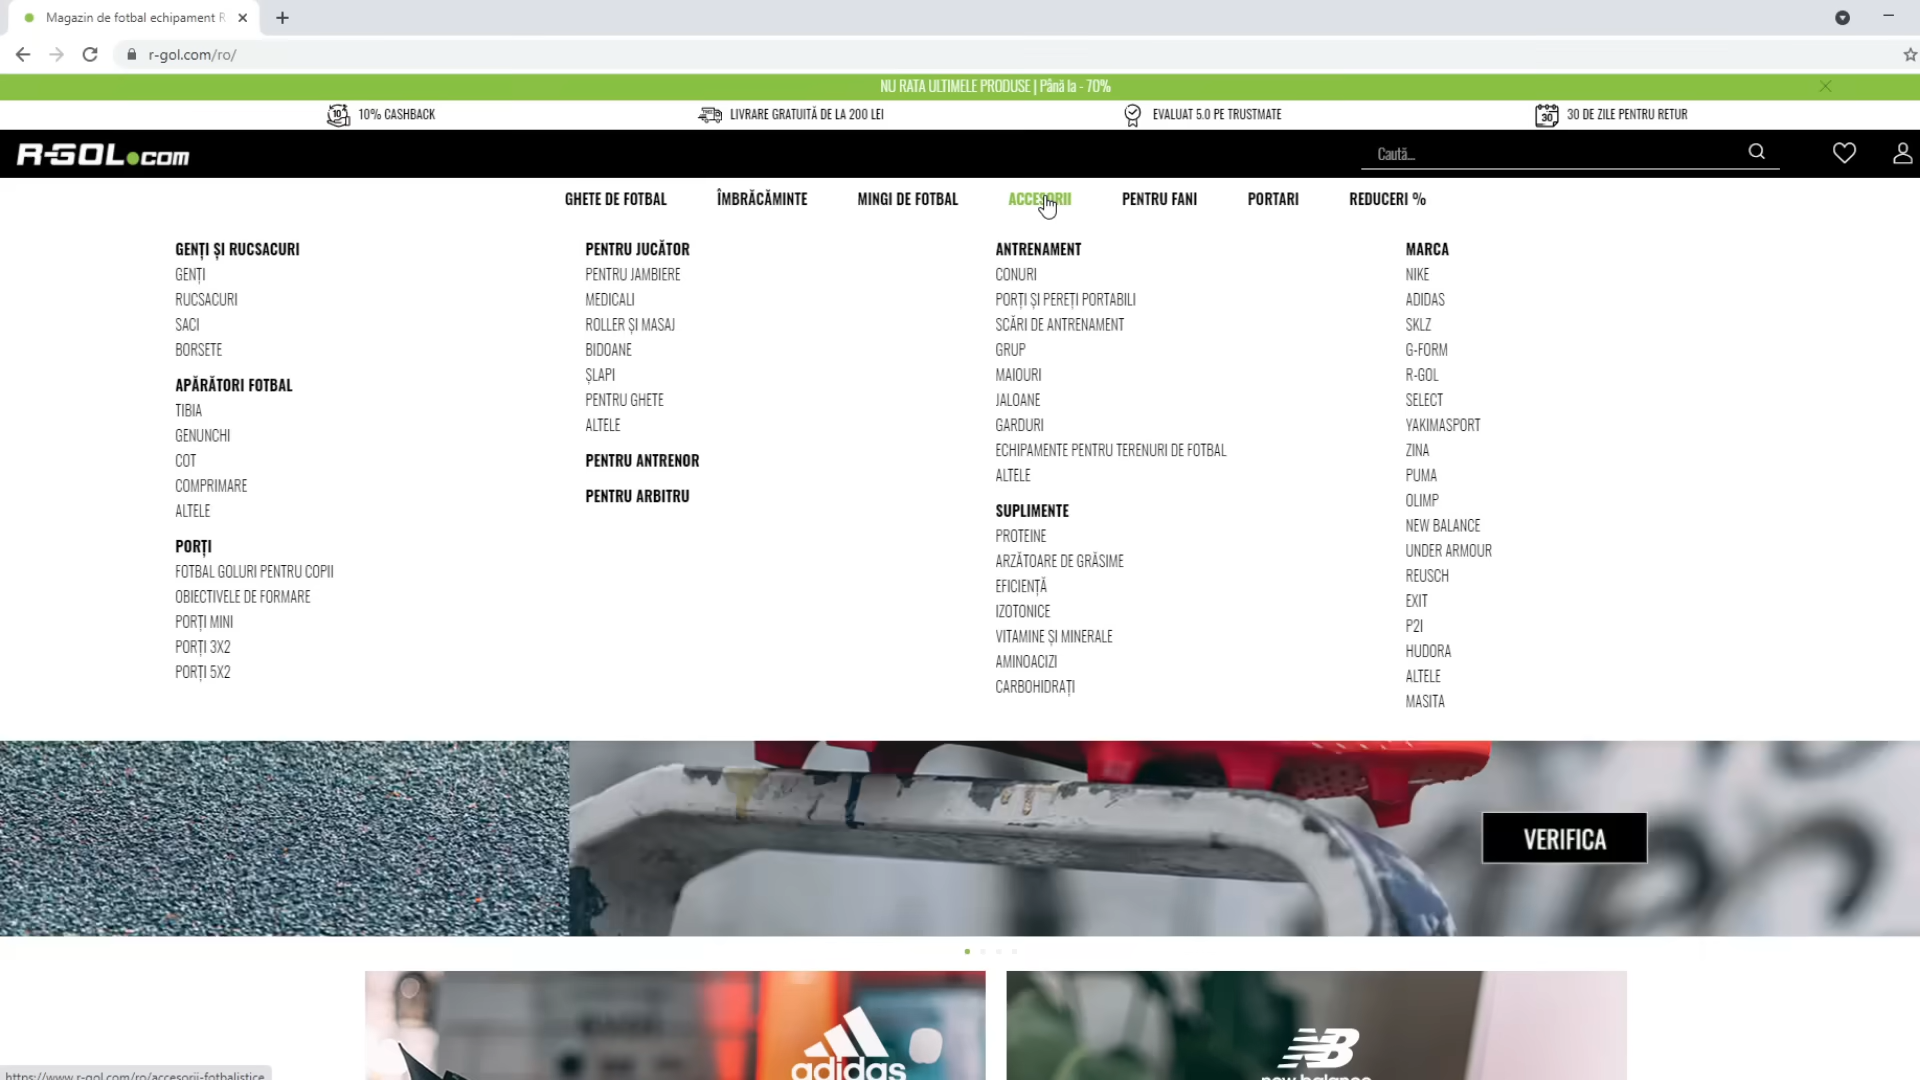 Magazin de fotbal echipament R
r-gol.com/ro/
NU RATA ULTIMELE PRODUSE | Până la - 70%
10% CASHBACK
LIVRARE GRATUITĂ DE LA 200 LEI
EVALUAT 5.0 PE TRUSTMATE
30 DE ZILE PENTRU RETUR
R-GOL.COM
Caută...
GHETE DE FOTBAL
ÎMBRĂCĂMINTE
MINGI DE FOTBAL
ACCESORII
PENTRU FANI
PORTARI
REDUCERI %
GENȚI ȘI RUCSACURI
GENȚI
RUCSACURI
SACI
BORSETE
APĂRĂTORI FOTBAL
TIBIA
GENUNCHI
COT
COMPRIMARE
ALTELE
PORȚI
FOTBAL GOLURI PENTRU COPII
OBIECTIVELE DE FORMARE
PORȚI MINI
PORȚI 3X2
PORȚI 5X2
PENTRU JUCĂTOR
PENTRU JAMBIERE
MEDICALI
ROLLER ȘI MASAJ
BIDOANE
ȘLAPI
PENTRU GHETE
ALTELE
PENTRU ANTRENOR
PENTRU ARBITRU
ANTRENAMENT
CONURI
PORȚI ȘI PEREȚI PORTABILI
SCĂRI DE ANTRENAMENT
GRUP
MAIOURI
JALOANE
GARDURI
ECHIPAMENTE PENTRU TERENURI DE FOTBAL
ALTELE
SUPLIMENTE
PROTEINE
ARZĂTOARE DE GRĂSIME
EFICIENȚĂ
IZOTONICE
VITAMINE ȘI MINERALE
AMINOACIZI
CARBOHIDRAȚI
MARCA
NIKE
ADIDAS
SKLZ
G-FORM
R-GOL
SELECT
YAKIMASPORT
ZINA
PUMA
OLIMP
NEW BALANCE
UNDER ARMOUR
REUSCH
EXIT
P2I
HUDORA
ALTELE
MASITA
VERIFICA
adidas
new balance
https://www.r-gol.com/ro/accesorii-fotbalistice